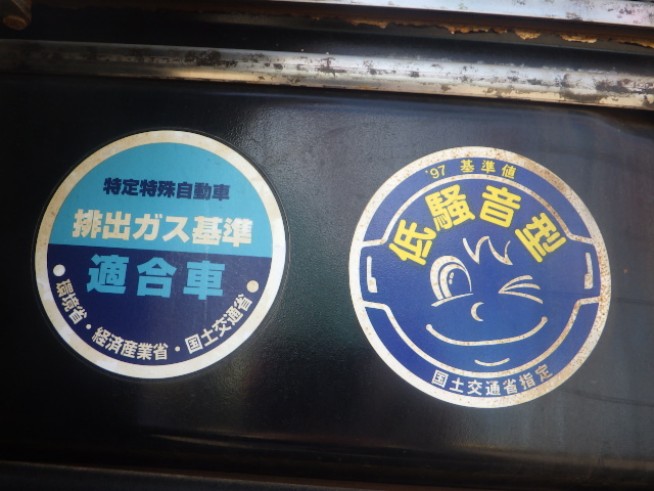 特定特殊自動車
排出ガス基準
適合車
環境省・経済産業省・国土交通省
'97 基準値
低騒音型
国土交通省指定